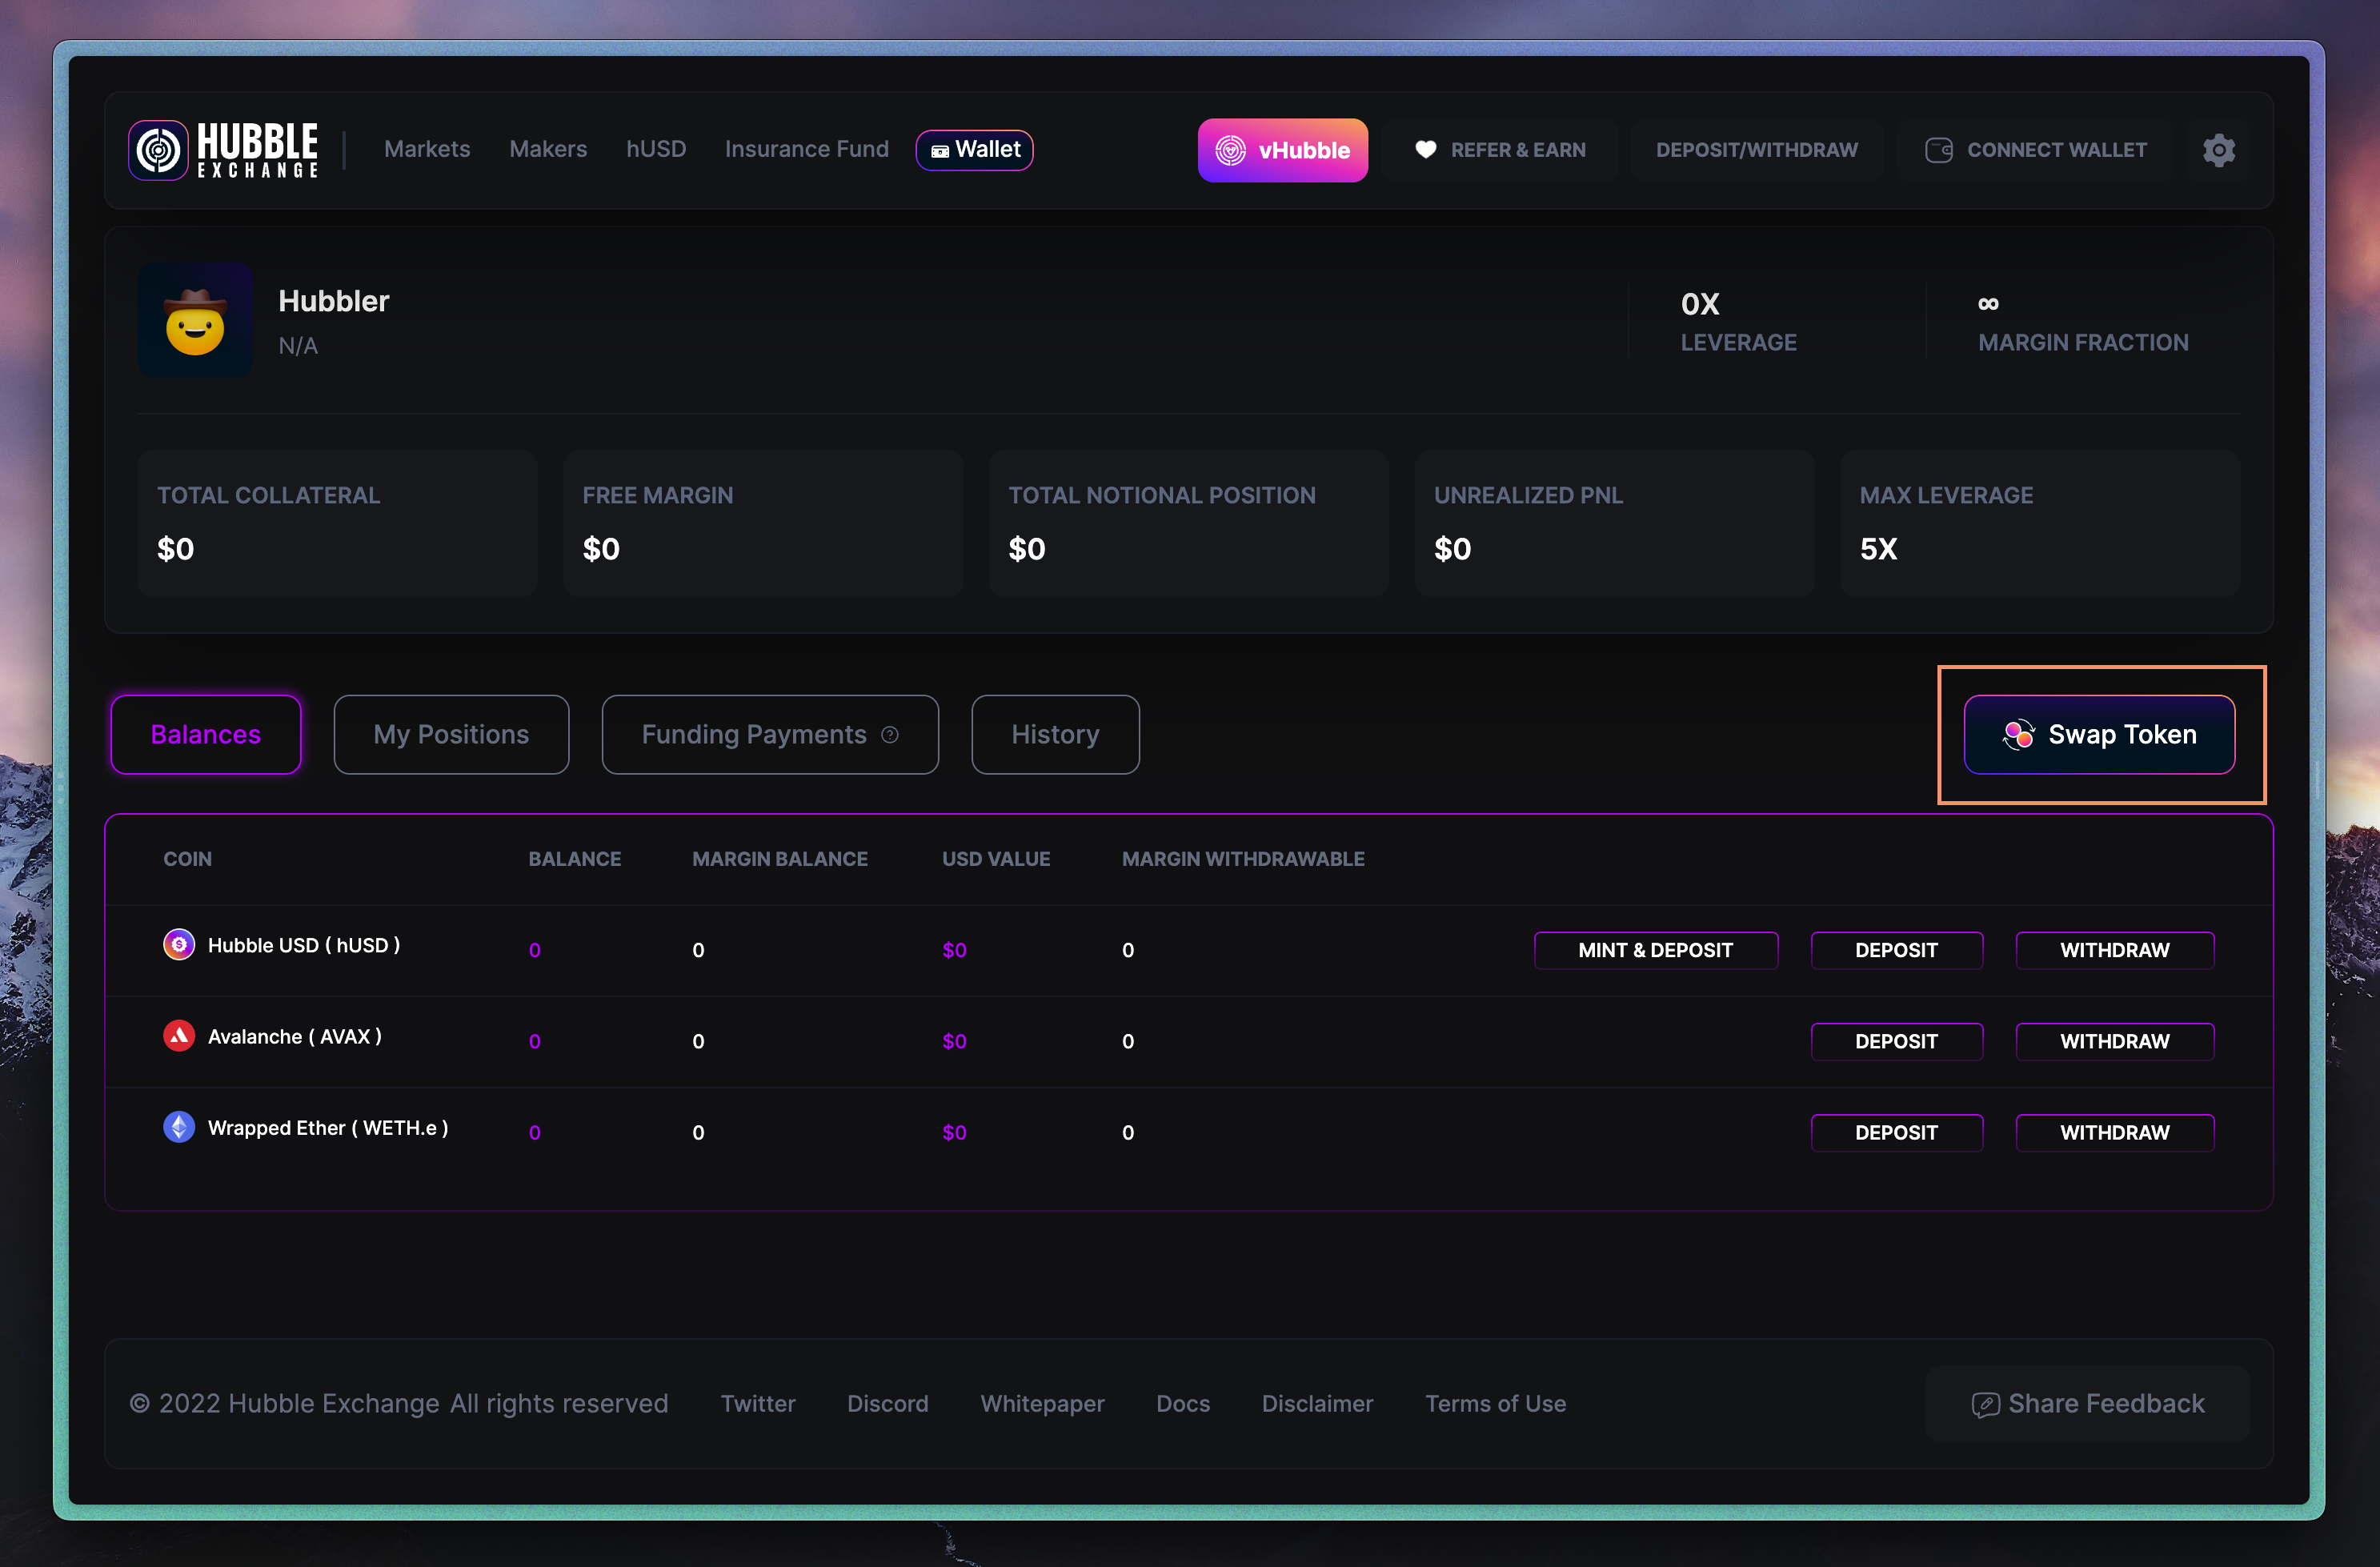 HUBBLE
EXCHANGE
Markets Makers hUSD Insurance Fund Wallet vHubble REFER & EARN DEPOSIT/WITHDRAW CONNECT WALLET
Hubbler
N/A
0X
LEVERAGE
∞
MARGIN FRACTION
TOTAL COLLATERAL
$0
FREE MARGIN
$0
TOTAL NOTIONAL POSITION
$0
UNREALIZED PNL
$0
MAX LEVERAGE
5X
Balances My Positions Funding Payments History Swap Token
COIN BALANCE MARGIN BALANCE USD VALUE MARGIN WITHDRAWABLE
Hubble USD ( hUSD ) 0 0 $0 0 MINT & DEPOSIT DEPOSIT WITHDRAW
Avalanche ( AVAX ) 0 0 $0 0 DEPOSIT WITHDRAW
Wrapped Ether ( WETH.e ) 0 0 $0 0 DEPOSIT WITHDRAW
© 2022 Hubble Exchange All rights reserved Twitter Discord Whitepaper Docs Disclaimer Terms of Use Share Feedback